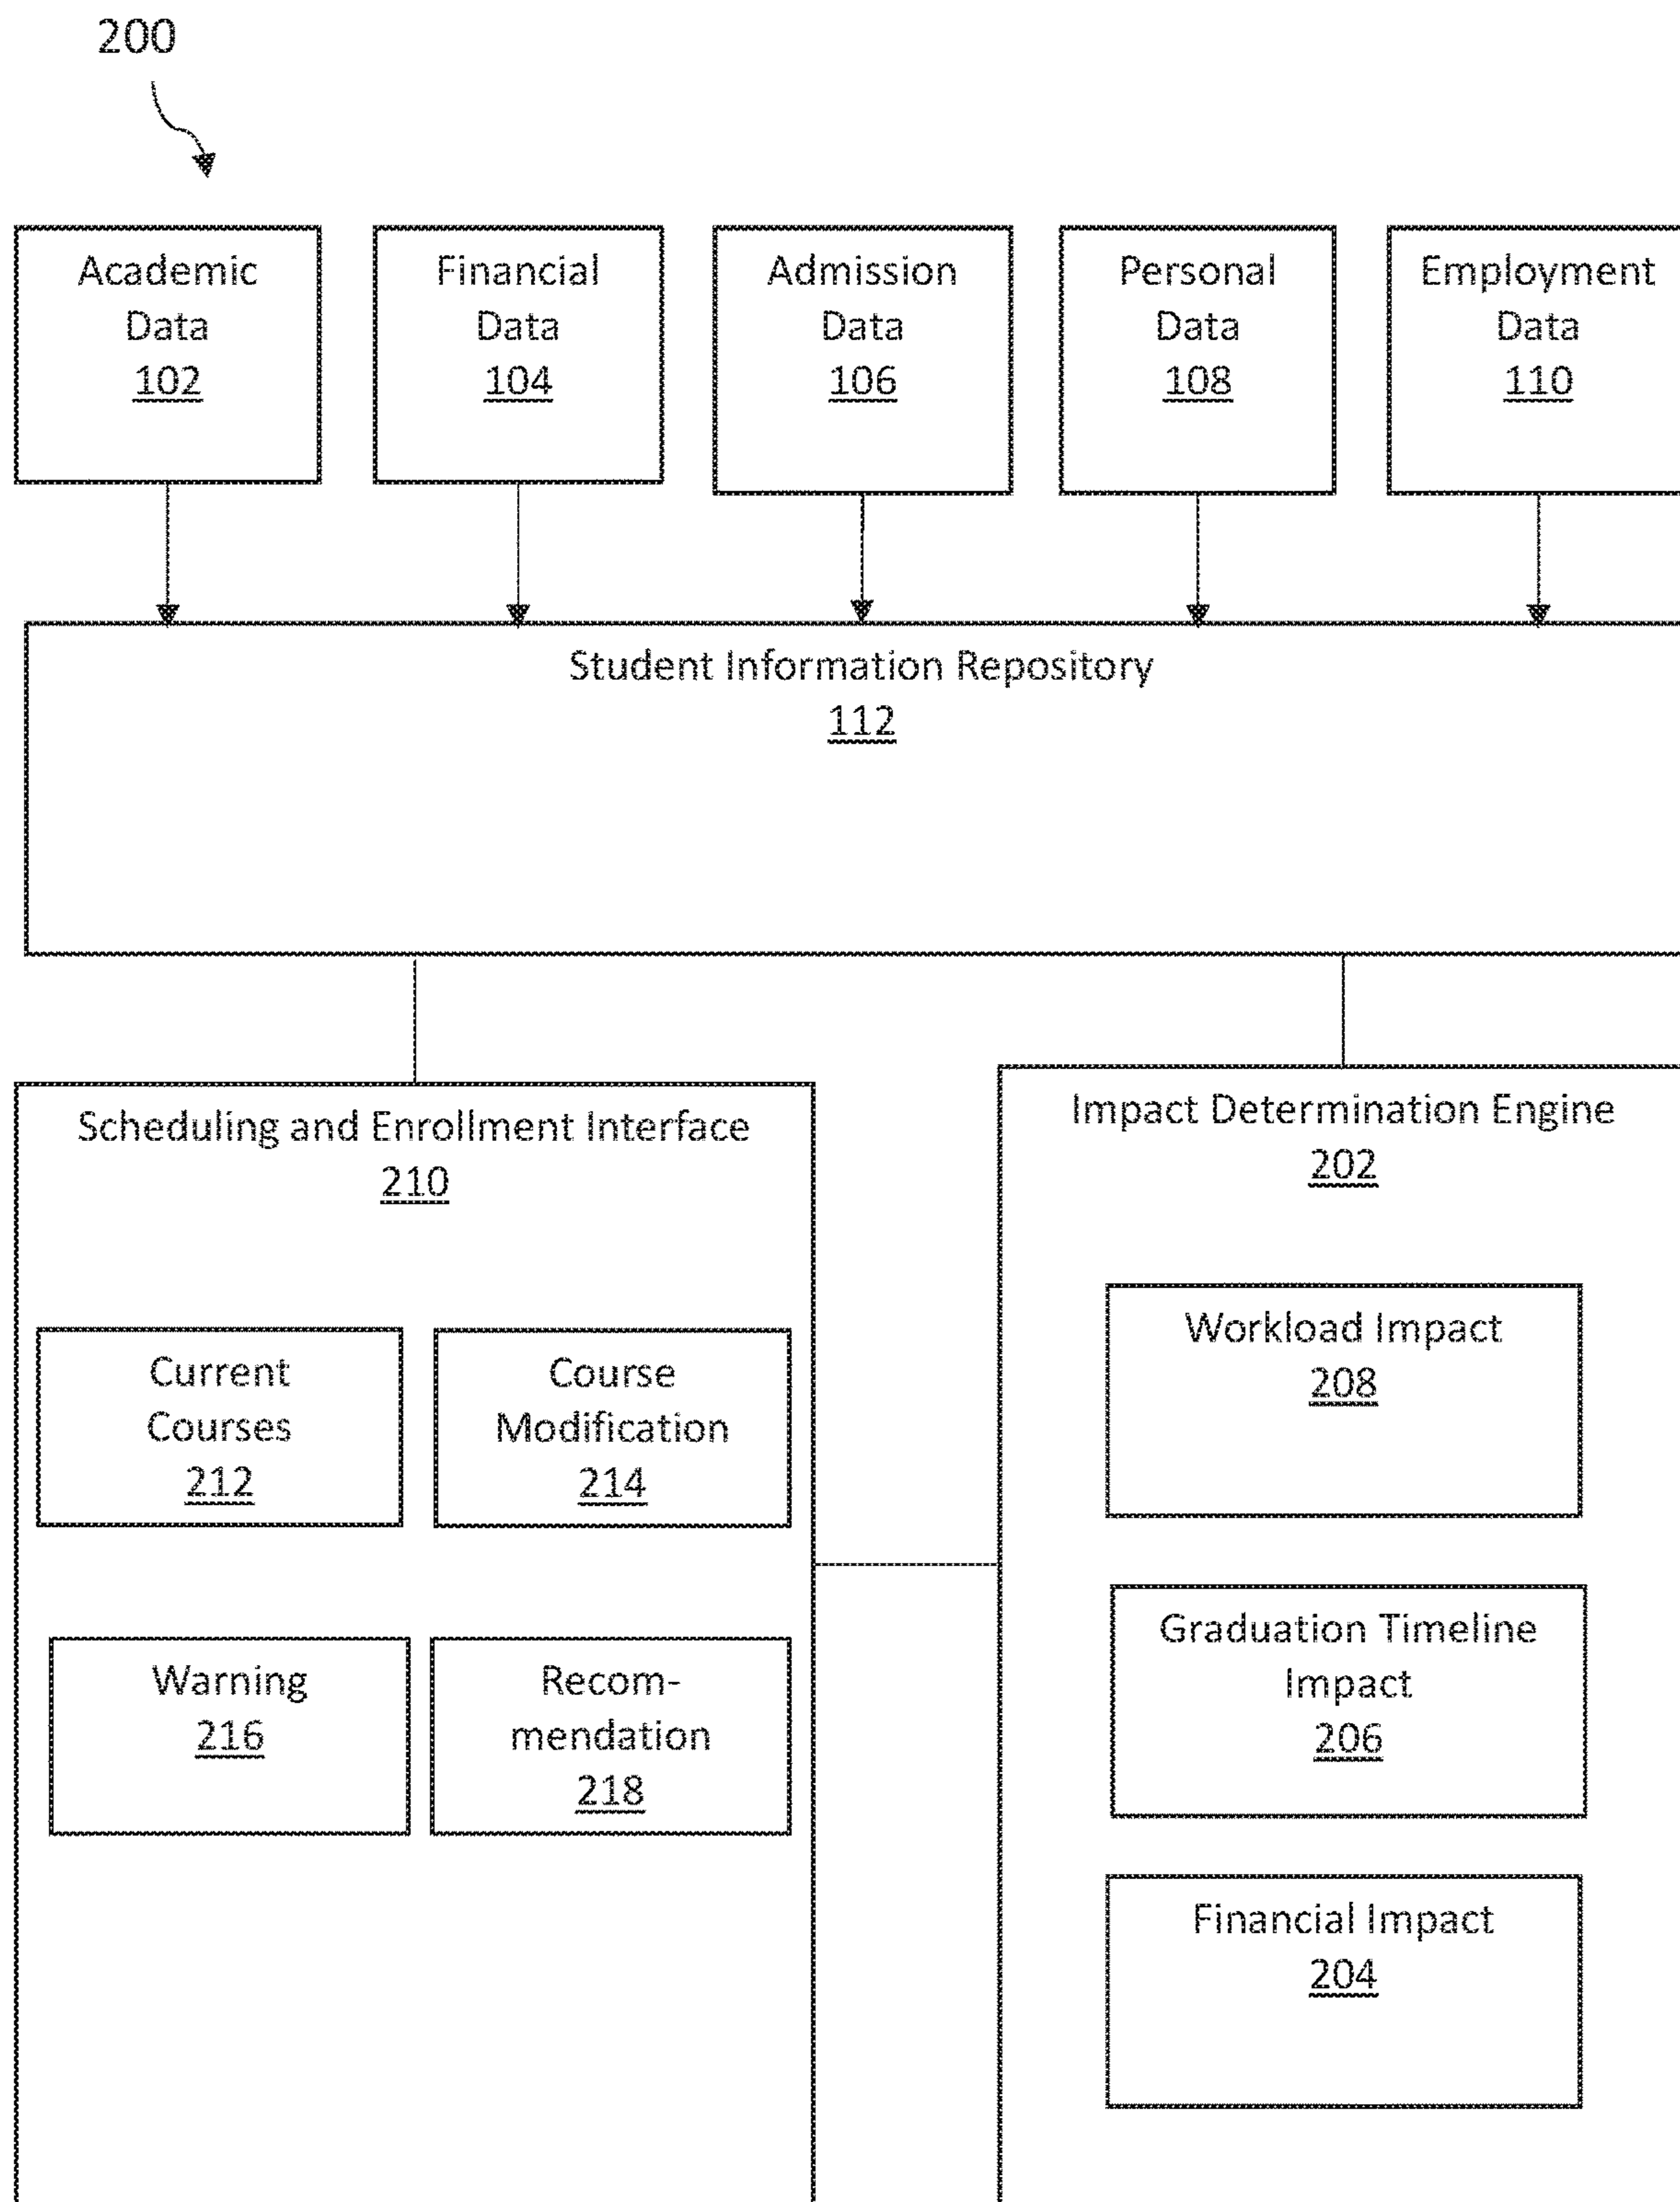 200
Academic
Data
102
Financial
Data
104
Admission
Data
106
Personal
Data
108
Employment
Data
110
Student Information Repository
112
Scheduling and Enrollment Interface
210
Current
Courses
212
Course
Modification
214
Warning
216
Recom-
mendation
218
Impact Determination Engine
202
Workload Impact
208
Graduation Timeline
Impact
206
Financial Impact
204